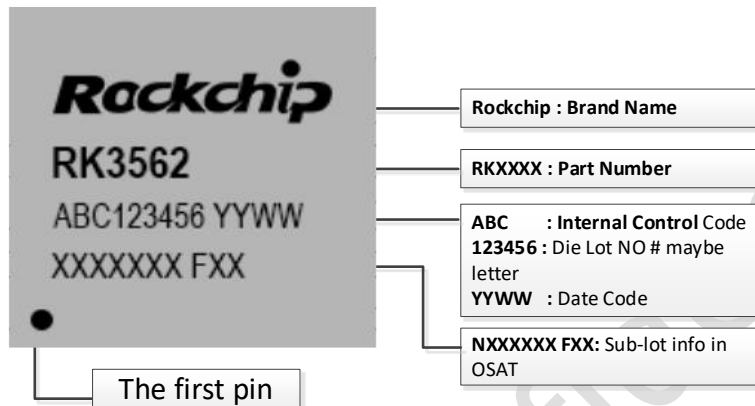 Rockchip
RK3562
ABC123456 YYWW
XXXXXXX FXX
The first pin
Rockchip : Brand Name
RKXXXX : Part Number
ABC : Internal Control Code
123456 : Die Lot NO # maybe
letter
YYWW : Date Code
NXXXXXX FXX: Sub-lot info in
OSAT